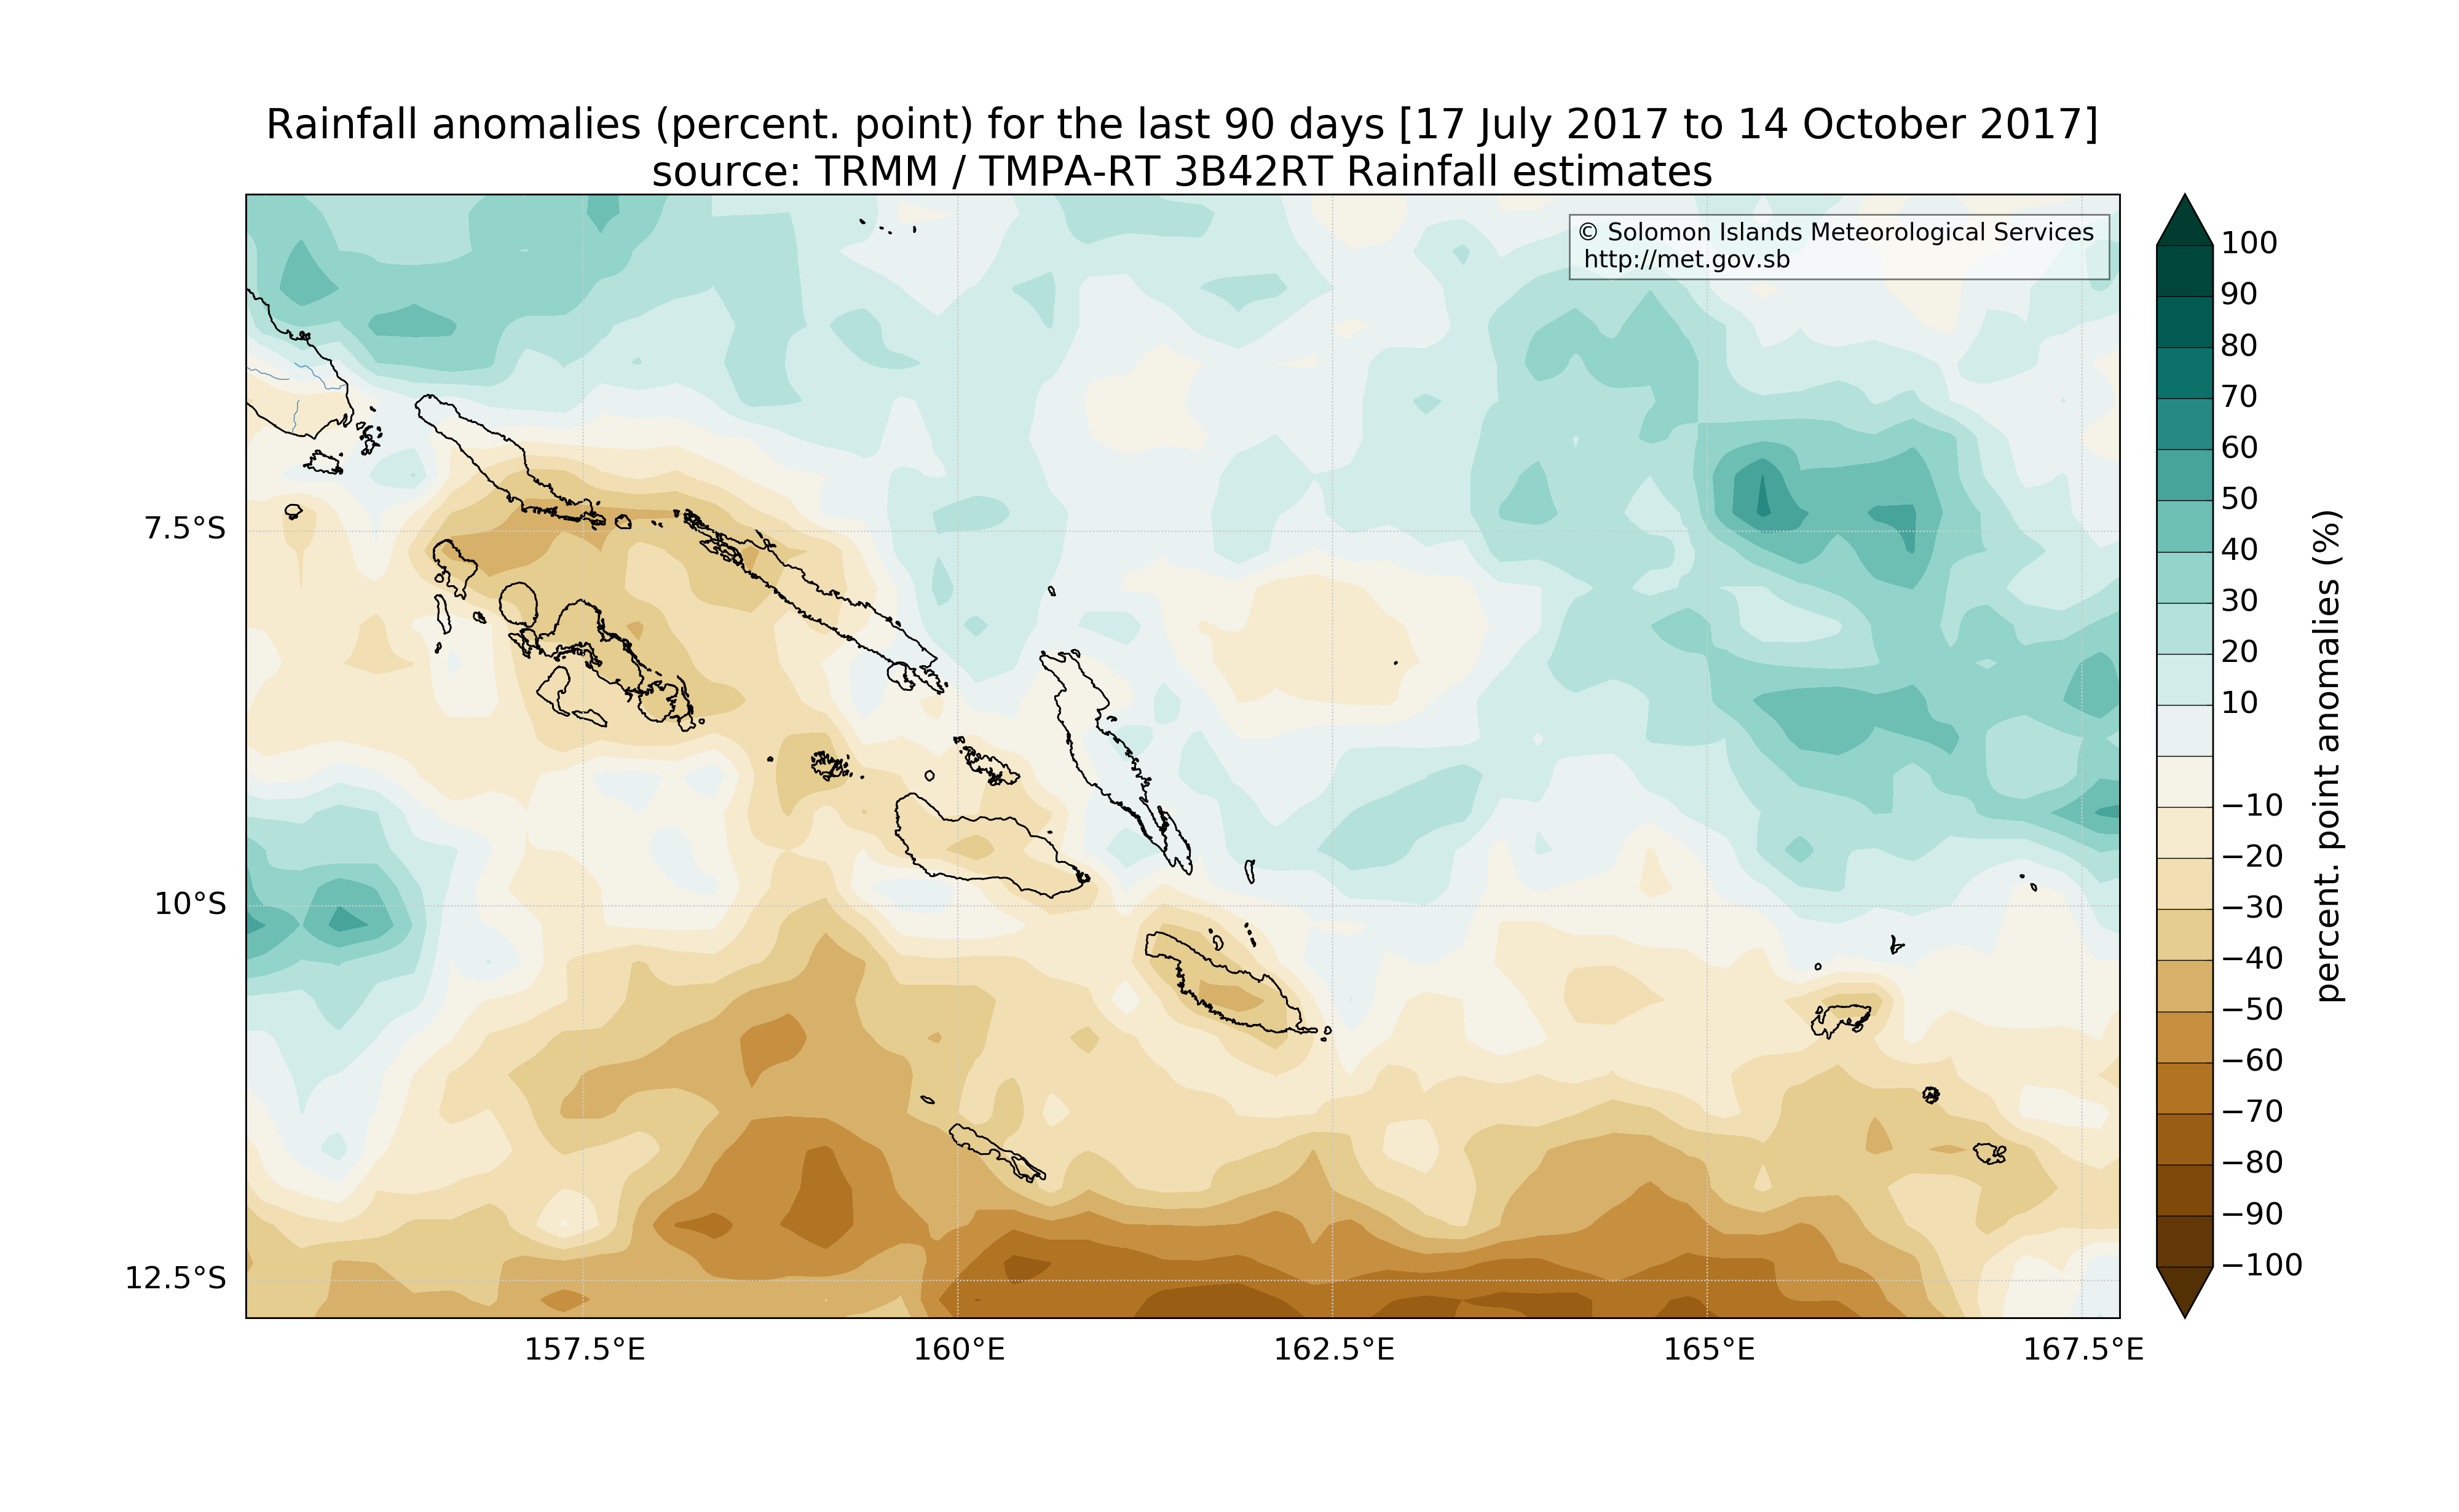 Rainfall anomalies (percent. point) for the last 90 days [17 July 2017 to 14 October 2017]
source: TRMM / TMPA-RT 3B42RT Rainfall estimates
© Solomon Islands Meteorological Services
http://met.gov.sb
7.5°S
10°S
12.5°S
157.5°E
160°E
162.5°E
165°E
167.5°E
100
90
80
70
60
50
40
30
20
10
−10
−20
−30
−40
−50
−60
−70
−80
−90
−100
percent. point anomalies (%)